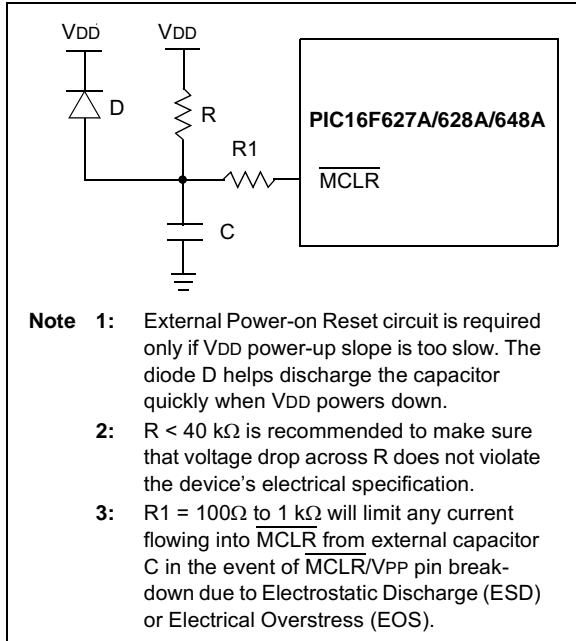 VDD VDD
D R
PIC16F627A/628A/648A
R1
MCLR
C
Note 1: External Power-on Reset circuit is required
only if VDD power-up slope is too slow. The
diode D helps discharge the capacitor
quickly when VDD powers down.
2: R < 40 kΩ is recommended to make sure
that voltage drop across R does not violate
the device's electrical specification.
3: R1 = 100Ω to 1 kΩ will limit any current
flowing into MCLR from external capacitor
C in the event of MCLR/VPP pin break-
down due to Electrostatic Discharge (ESD)
or Electrical Overstress (EOS).